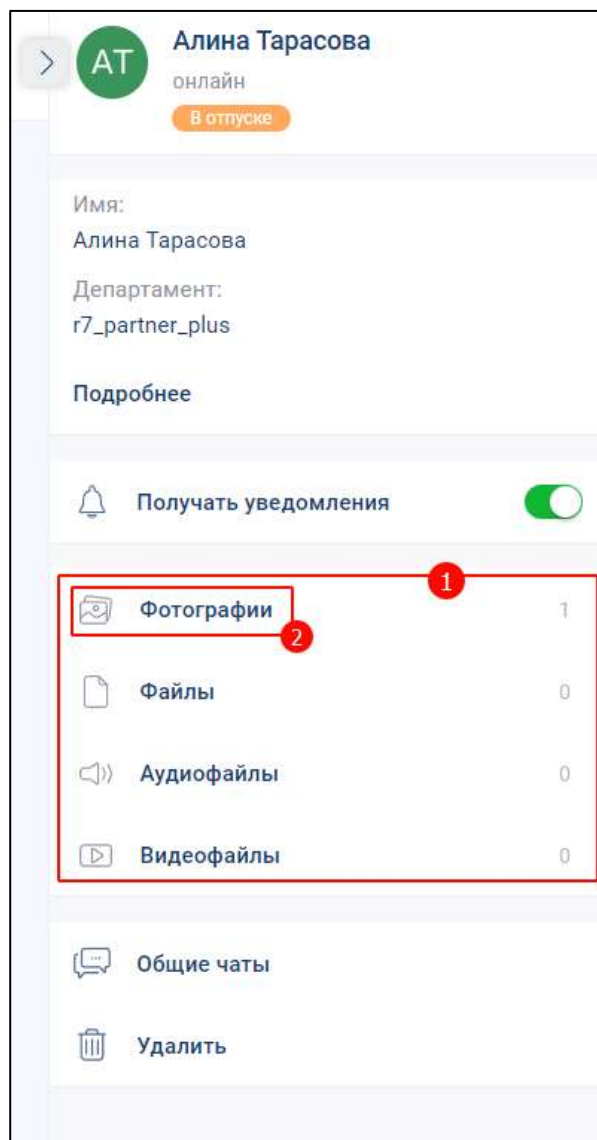 АТ
Алина Тарасова
онлайн
В отпуске
Имя:
Алина Тарасова
Департамент:
r7_partner_plus
Подробнее
Получать уведомления
1
Фотографии 1
2
Файлы 0
Аудиофайлы 0
Видеофайлы 0
Общие чаты
Удалить